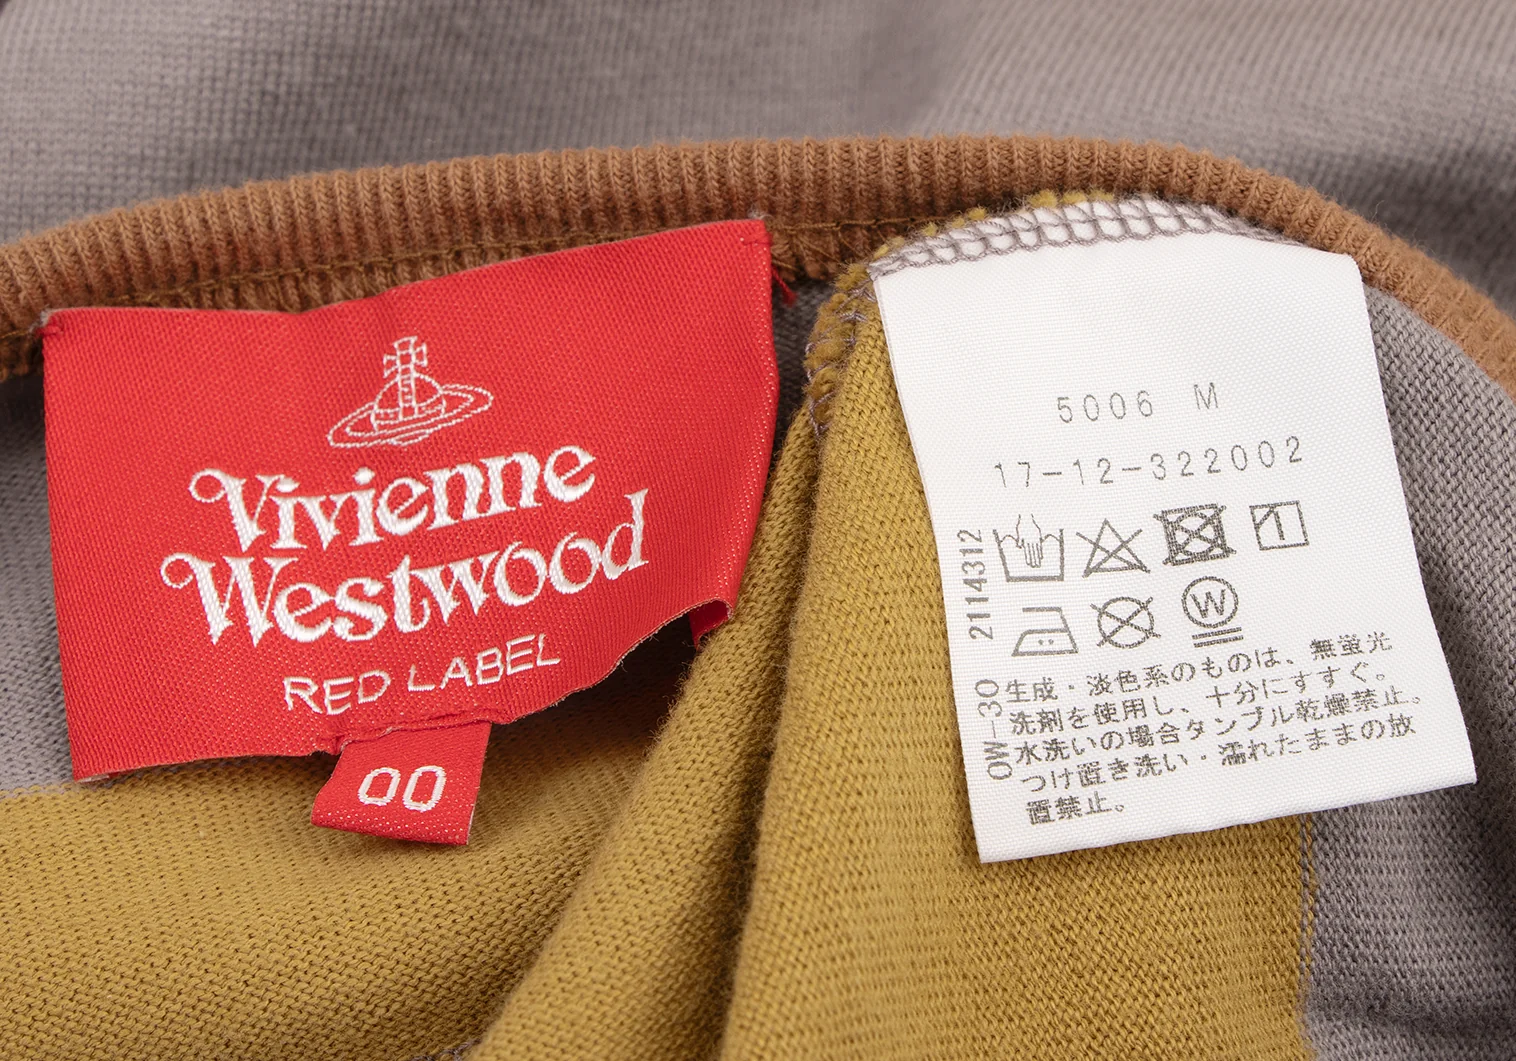 Vivienne
Westwood
RED LABEL
00
5006 M
17-12-322002
2114312
W
OW-30
生成・淡色系のものは、無蛍光
洗剤を使用し、十分にすすぐ。
水洗いの場合タンブル乾燥禁止。
つけ置き洗い・濡れたままの放
置禁止。